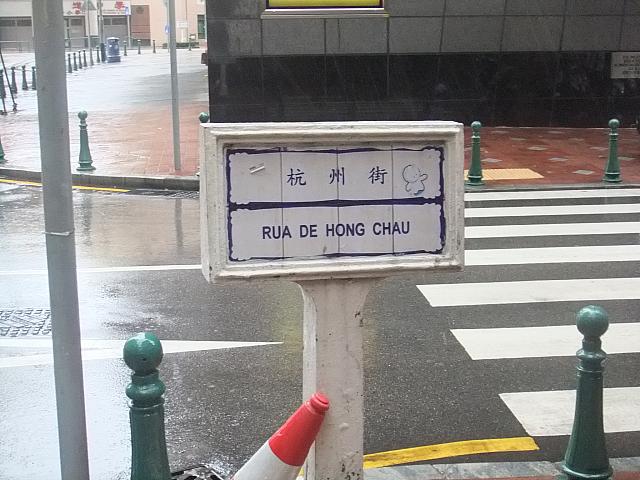 杭州街
RUA DE HONG CHAU